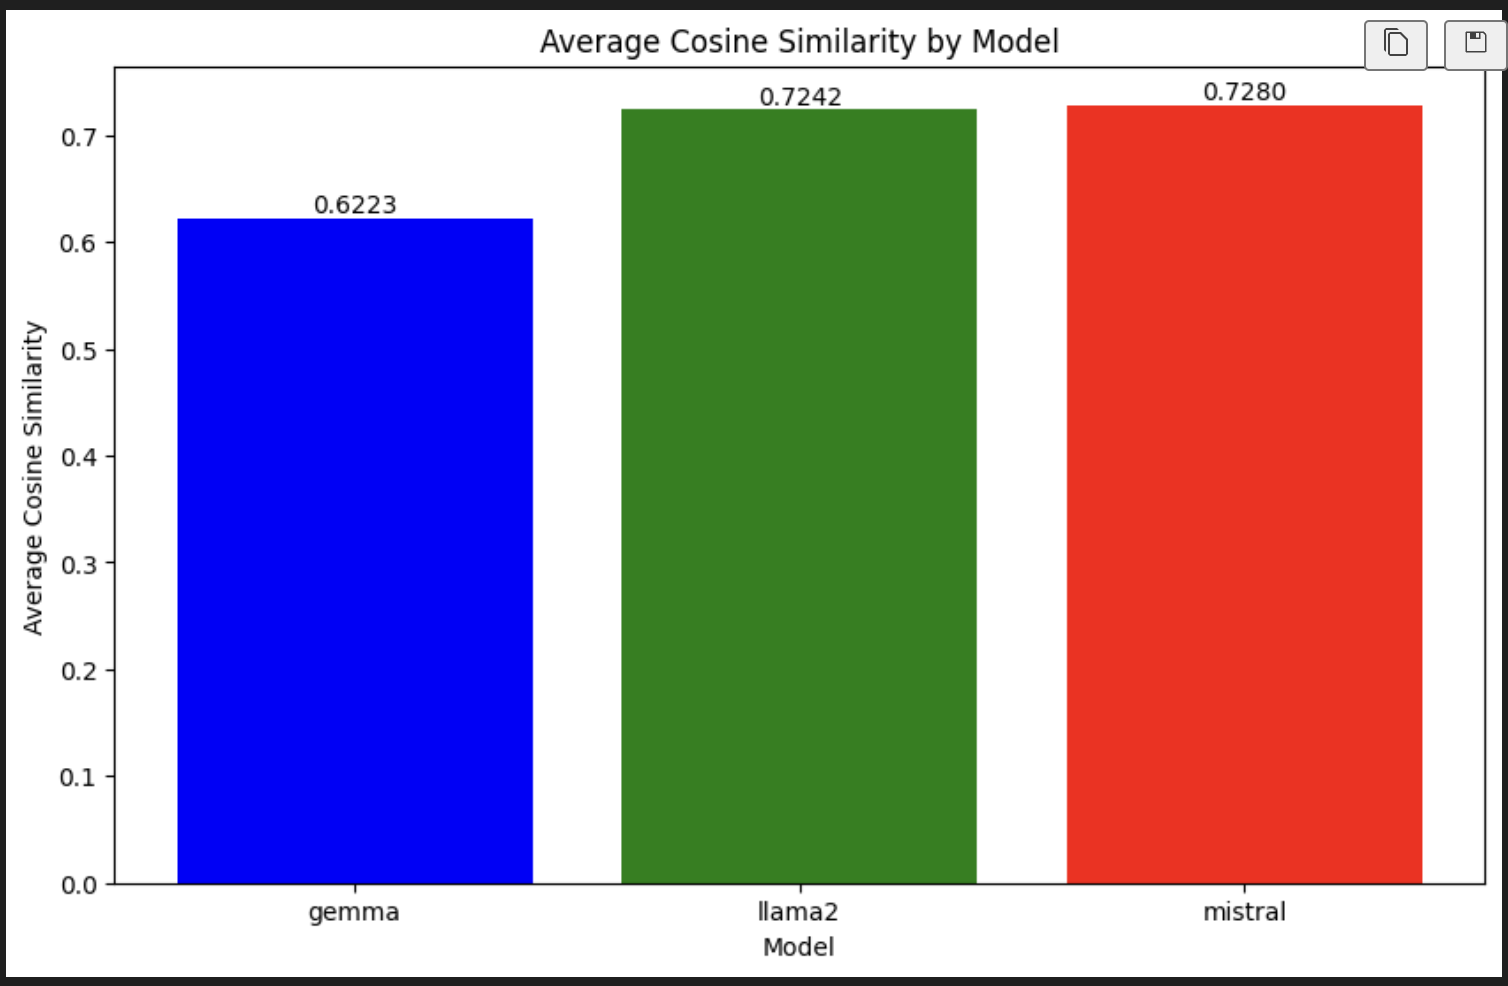 Average Cosine Similarity by Model
0.6223
0.7242
0.7280
0.7
0.6
0.5
0.4
0.3
0.2
0.1
0.0
Average Cosine Similarity
gemma
llama2
mistral
Model